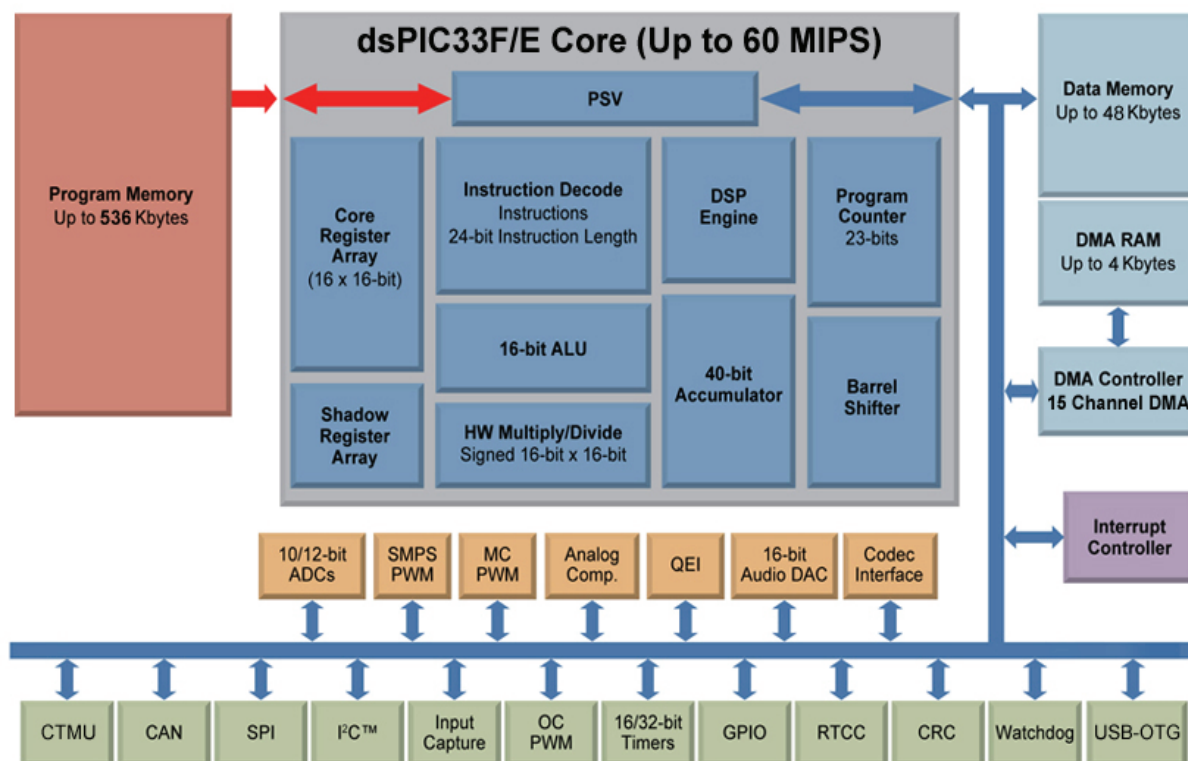 dsPIC33F/E Core (Up to 60 MIPS)
PSV
Program Memory
Up to 536 Kbytes
Core
Register
Array
(16 x 16-bit)
Instruction Decode
Instructions
24-bit Instruction Length
DSP
Engine
Program
Counter
23-bits
16-bit ALU
40-bit
Accumulator
Barrel
Shifter
Shadow
Register
Array
HW Multiply/Divide
Signed 16-bit x 16-bit
Data Memory
Up to 48 Kbytes
DMA RAM
Up to 4 Kbytes
DMA Controller
15 Channel DMA
Interrupt
Controller
10/12-bit
ADCs
SMPS
PWM
MC
PWM
Analog
Comp.
QEI
16-bit
Audio DAC
Codec
Interface
CTMU
CAN
SPI
I²C™
Input
Capture
OC
PWM
16/32-bit
Timers
GPIO
RTCC
CRC
Watchdog
USB-OTG